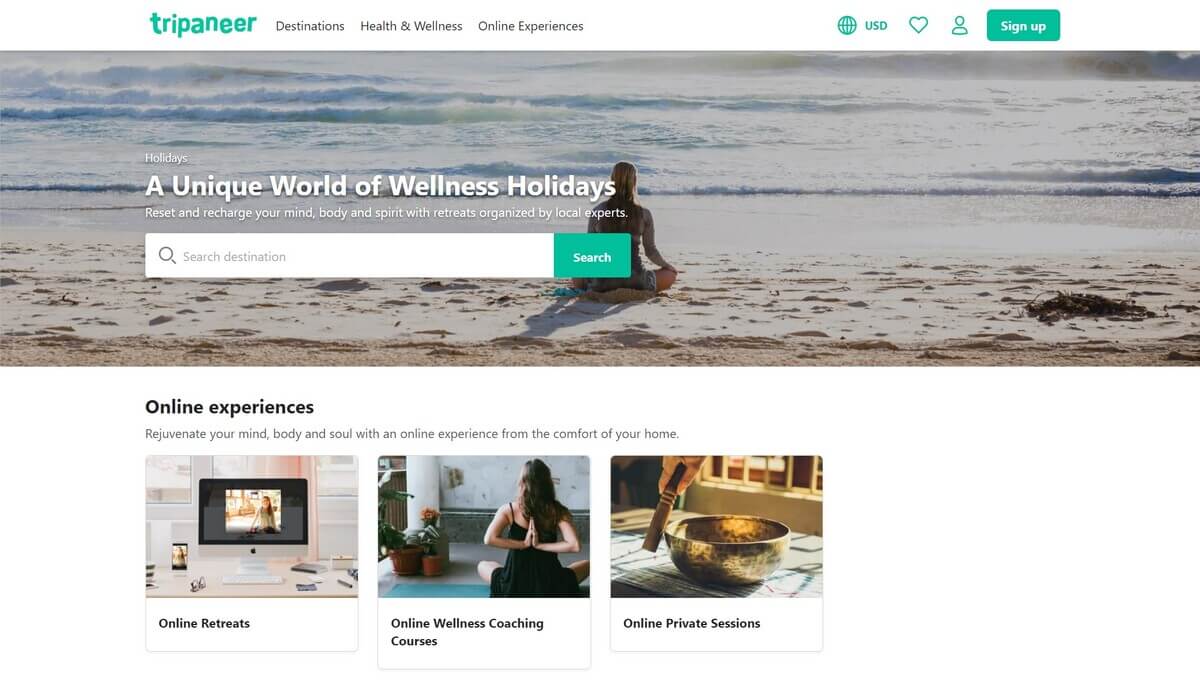 tripaneer
Destinations
Health & Wellness
Online Experiences
USD
Sign up
Holidays
A Unique World of Wellness Holidays
Reset and recharge your mind, body and spirit with retreats organized by local experts.
Search destination
Search
Online experiences
Rejuvenate your mind, body and soul with an online experience from the comfort of your home.
Online Retreats
Online Wellness Coaching
Courses
Online Private Sessions